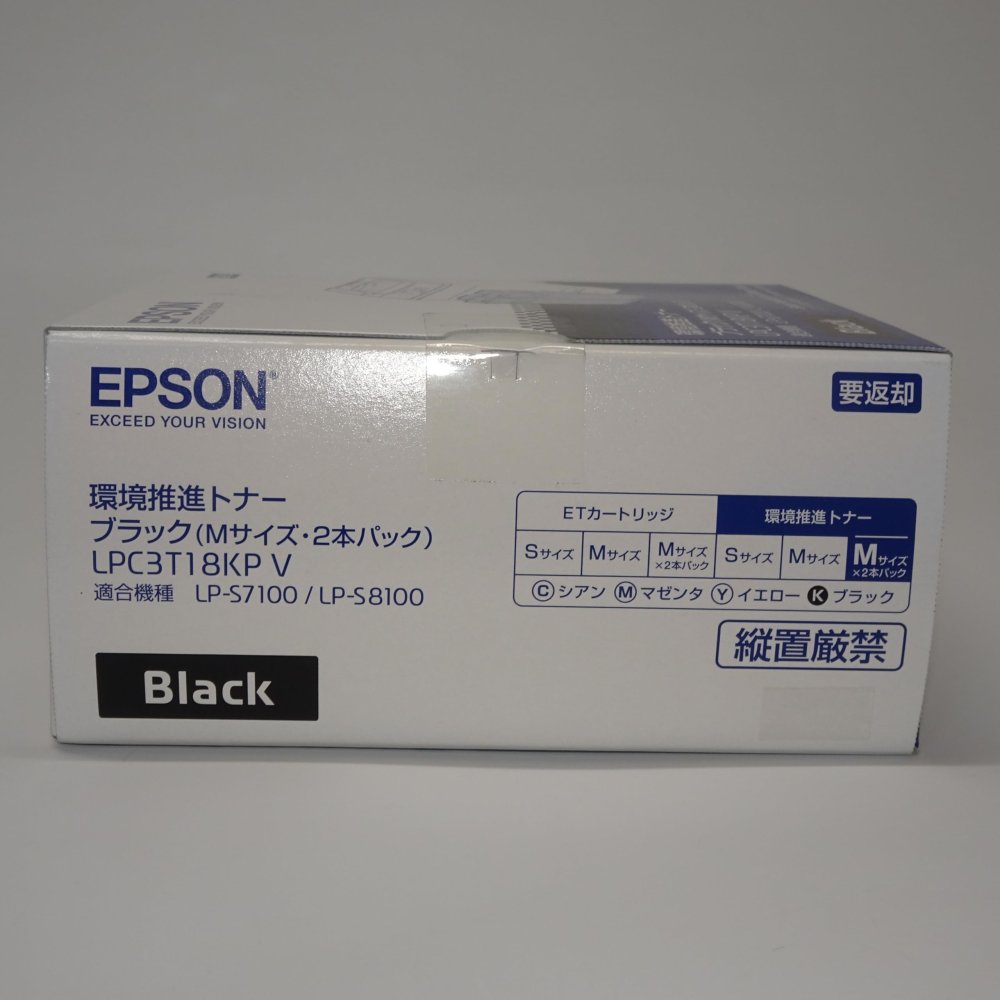 EPSON
EPSON®
EXCEED YOUR VISION
要返却
環境推進トナー
ブラック(Mサイズ・2本パック)
LPC3T18KP V
適合機種 LP-S7100 / LP-S8100
Black
ETカートリッジ 環境推進トナー
Sサイズ Mサイズ Mサイズ×2本パック Sサイズ Mサイズ Mサイズ×2本パック
Ⓒシアン Ⓜマゼンタ Ⓨイエロー Ⓚブラック
縦置厳禁